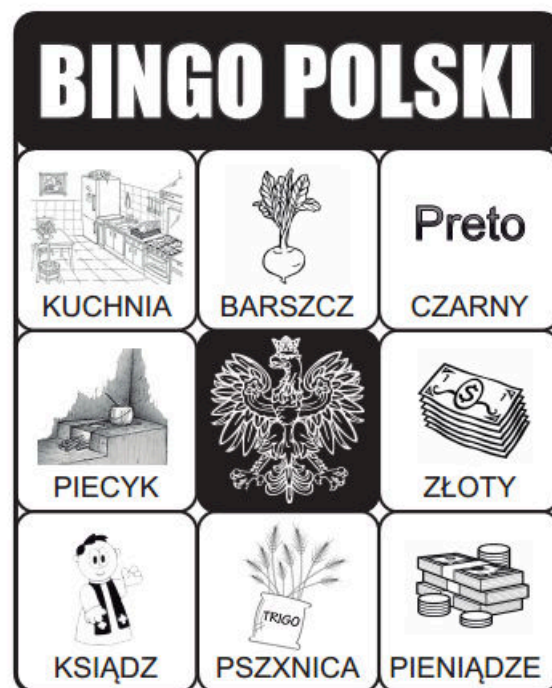 BINGO POLSKI
KUCHNIA
BARSZCZ
Preto
CZARNY
PIECYK
ZŁOTY
KSIĄDZ
TRIGO
PSZXNICA
PIENIĄDZE